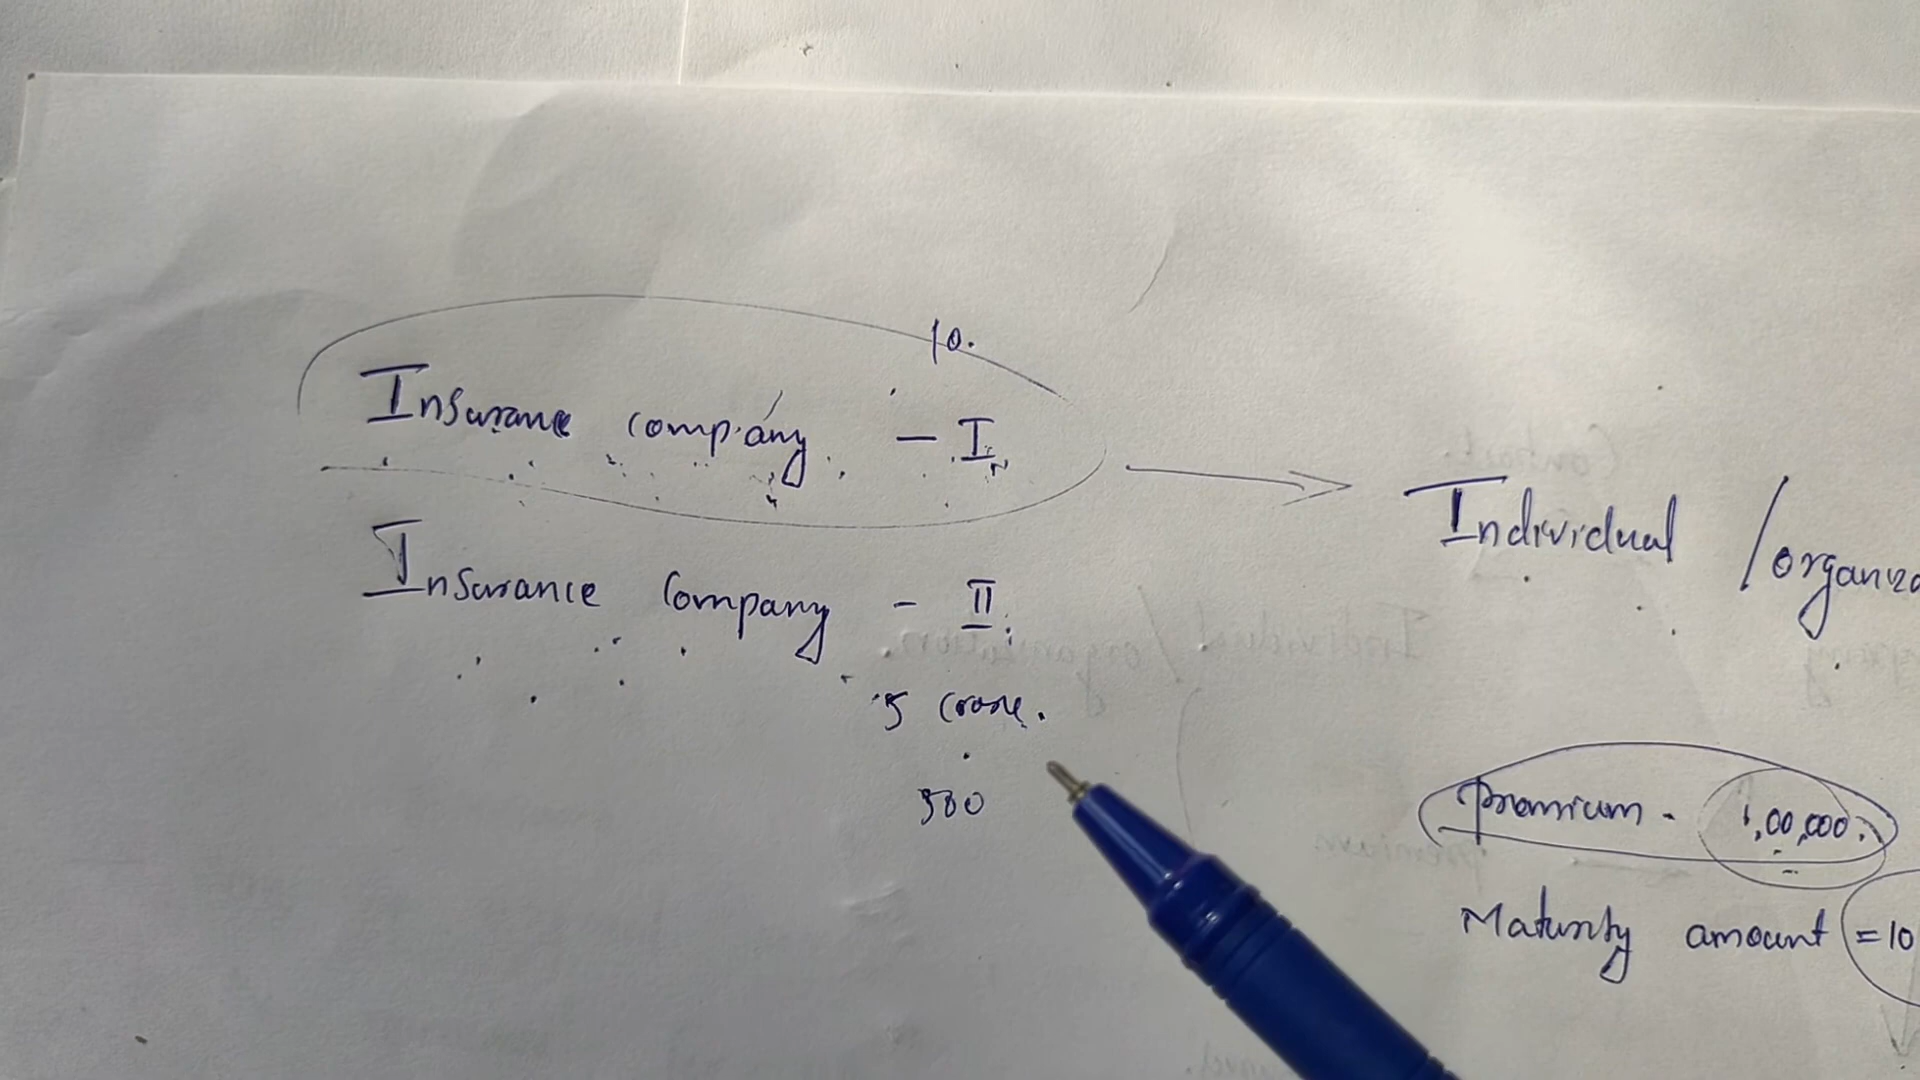 10.
Insurance company - I
Individual / organiza
Insurance Company - II
5 crore.
500
Premium - 1,00,000.
Maturity amount = 10